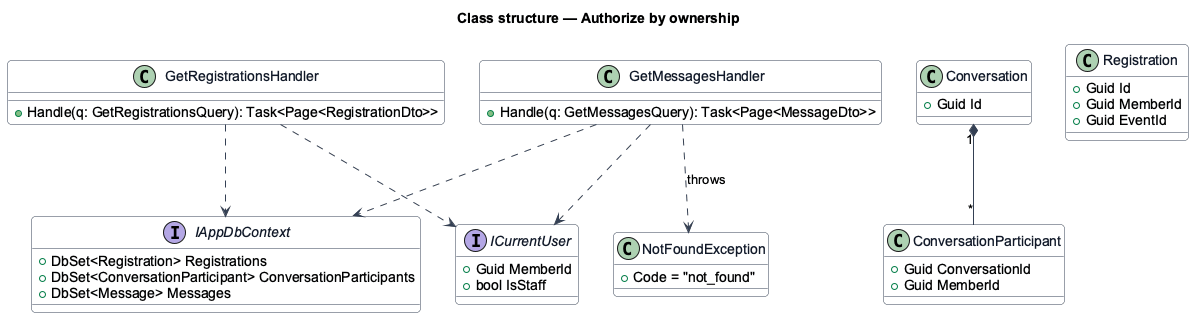 Class structure — Authorize by ownership
C GetRegistrationsHandler
Handle(q: GetRegistrationsQuery): Task<Page<RegistrationDto>>
C GetMessagesHandler
Handle(q: GetMessagesQuery): Task<Page<MessageDto>>
C Conversation
Guid Id
C Registration
Guid Id
Guid MemberId
Guid EventId
1
throws
*
I IAppDbContext
DbSet<Registration> Registrations
DbSet<ConversationParticipant> ConversationParticipants
DbSet<Message> Messages
I ICurrentUser
Guid MemberId
bool IsStaff
C NotFoundException
Code = "not_found"
C ConversationParticipant
Guid ConversationId
Guid MemberId